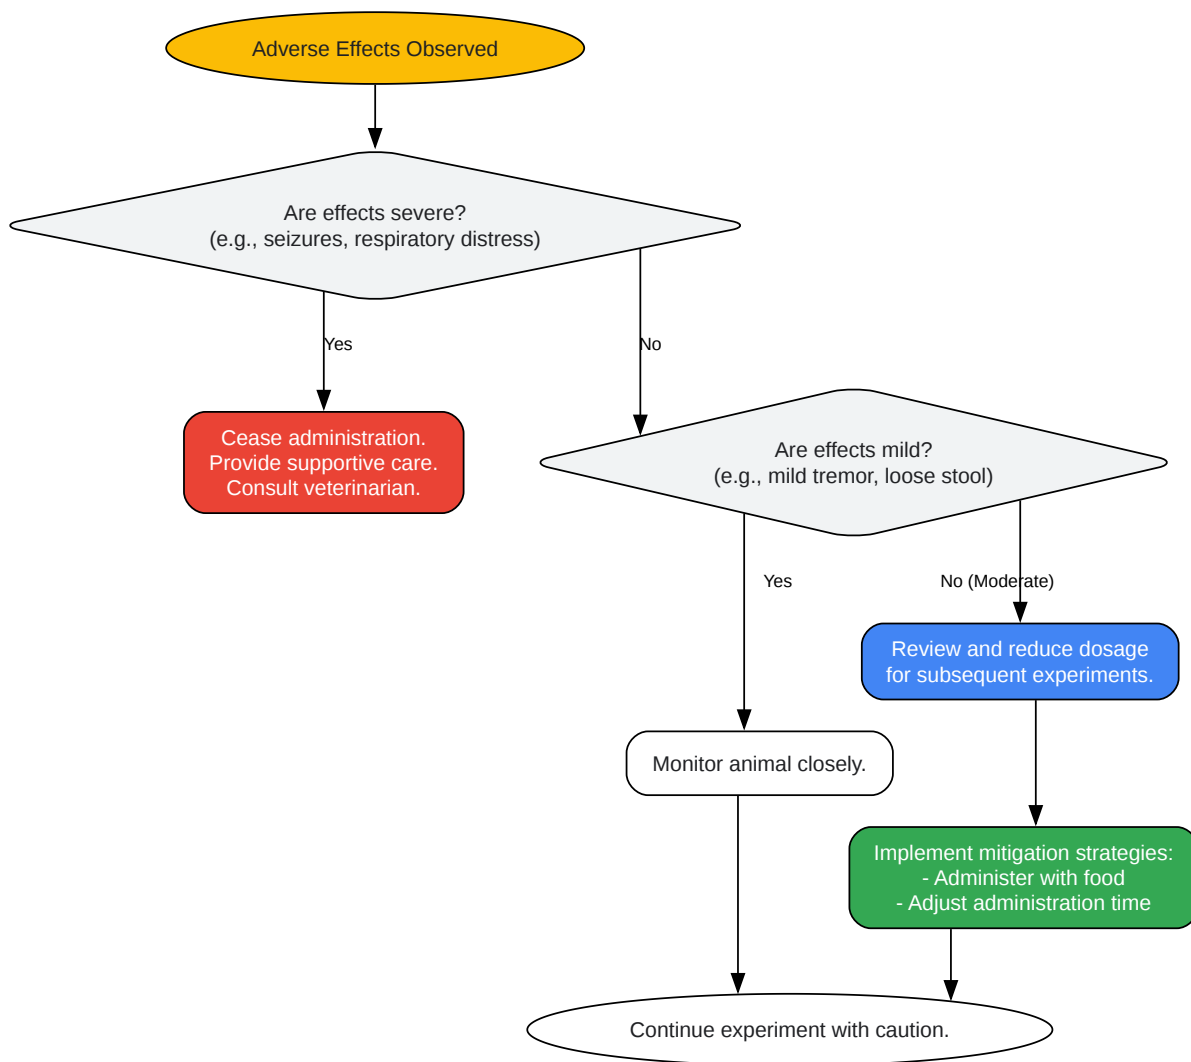 Adverse Effects Observed
Are effects severe?
(e.g., seizures, respiratory distress)
Yes
No
Cease administration.
Provide supportive care.
Consult veterinarian.
Are effects mild?
(e.g., mild tremor, loose stool)
Yes
No (Moderate)
Review and reduce dosage
for subsequent experiments.
Monitor animal closely.
Implement mitigation strategies:
- Administer with food
- Adjust administration time
Continue experiment with caution.